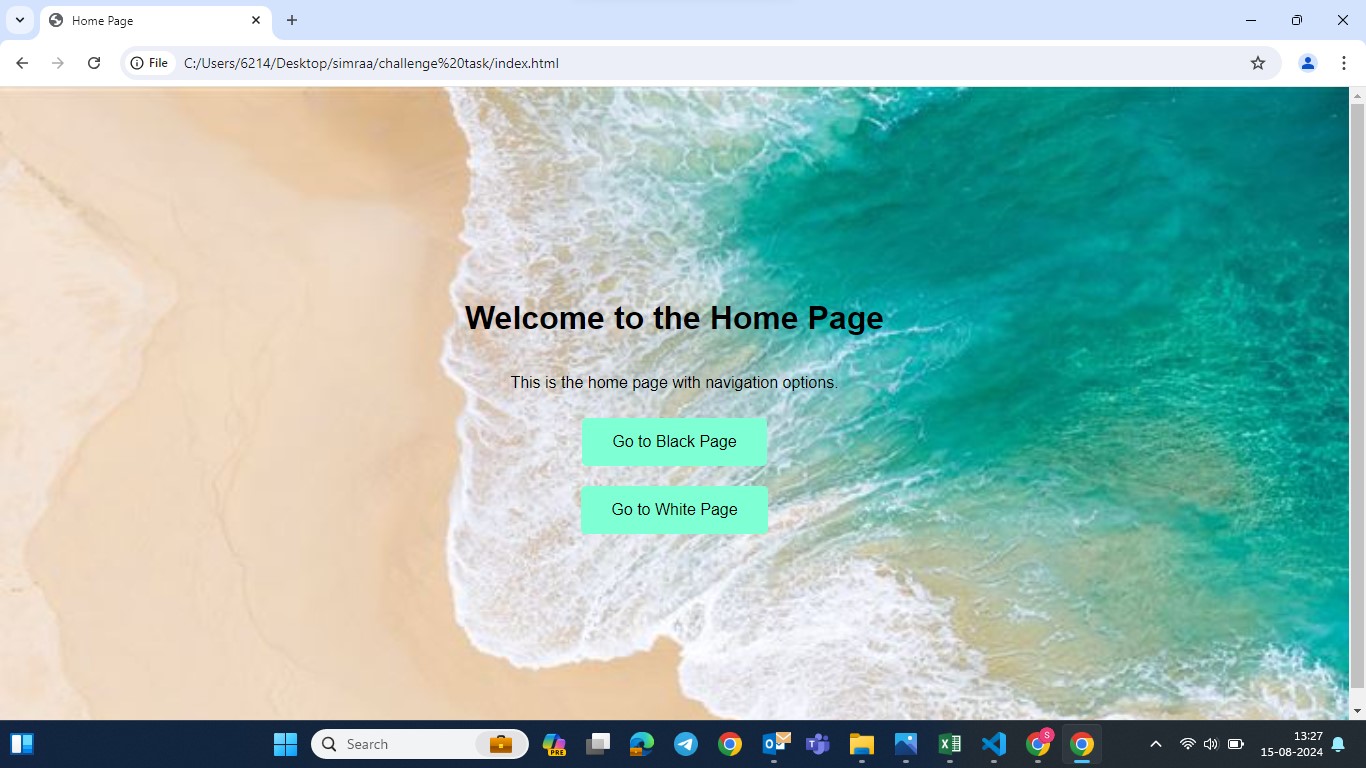 Home Page
File
C:/Users/6214/Desktop/simraa/challenge%20task/index.html
Welcome to the Home Page
This is the home page with navigation options.
Go to Black Page
Go to White Page
Search
PRE
S
13:27
15-08-2024